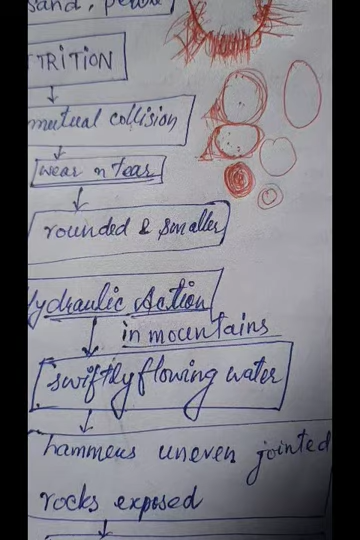 sand,
TRITION
mutual collision
wear n tear
rounded & smaller
ydraulic Action
in mountains
swiftly flowing water
hammers uneven jointed
rocks exposed